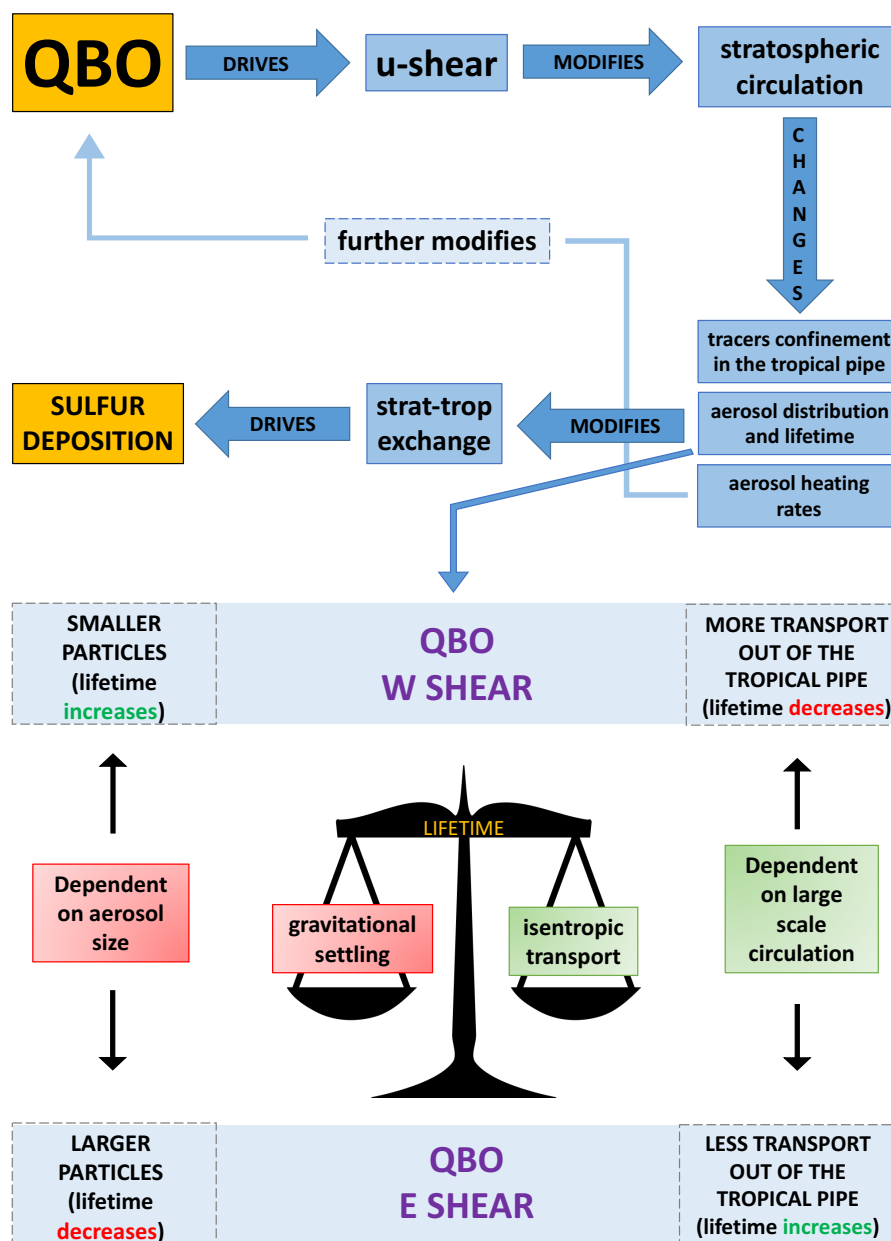 QBO
DRIVES
u-shear
MODIFIES
stratospheric
circulation
CHANGES
further modifies
tracers confinement
in the tropical pipe
SULFUR
DEPOSITION
DRIVES
strat-trop
exchange
MODIFIES
aerosol distribution
and lifetime
aerosol heating
rates
SMALLER
PARTICLES
(lifetime
increases)
QBO
W SHEAR
MORE TRANSPORT
OUT OF THE
TROPICAL PIPE
(lifetime decreases)
LIFETIME
Dependent
on aerosol
size
gravitational
settling
isentropic
transport
Dependent
on large
scale
circulation
LARGER
PARTICLES
(lifetime
decreases)
QBO
E SHEAR
LESS TRANSPORT
OUT OF THE
TROPICAL PIPE
(lifetime increases)